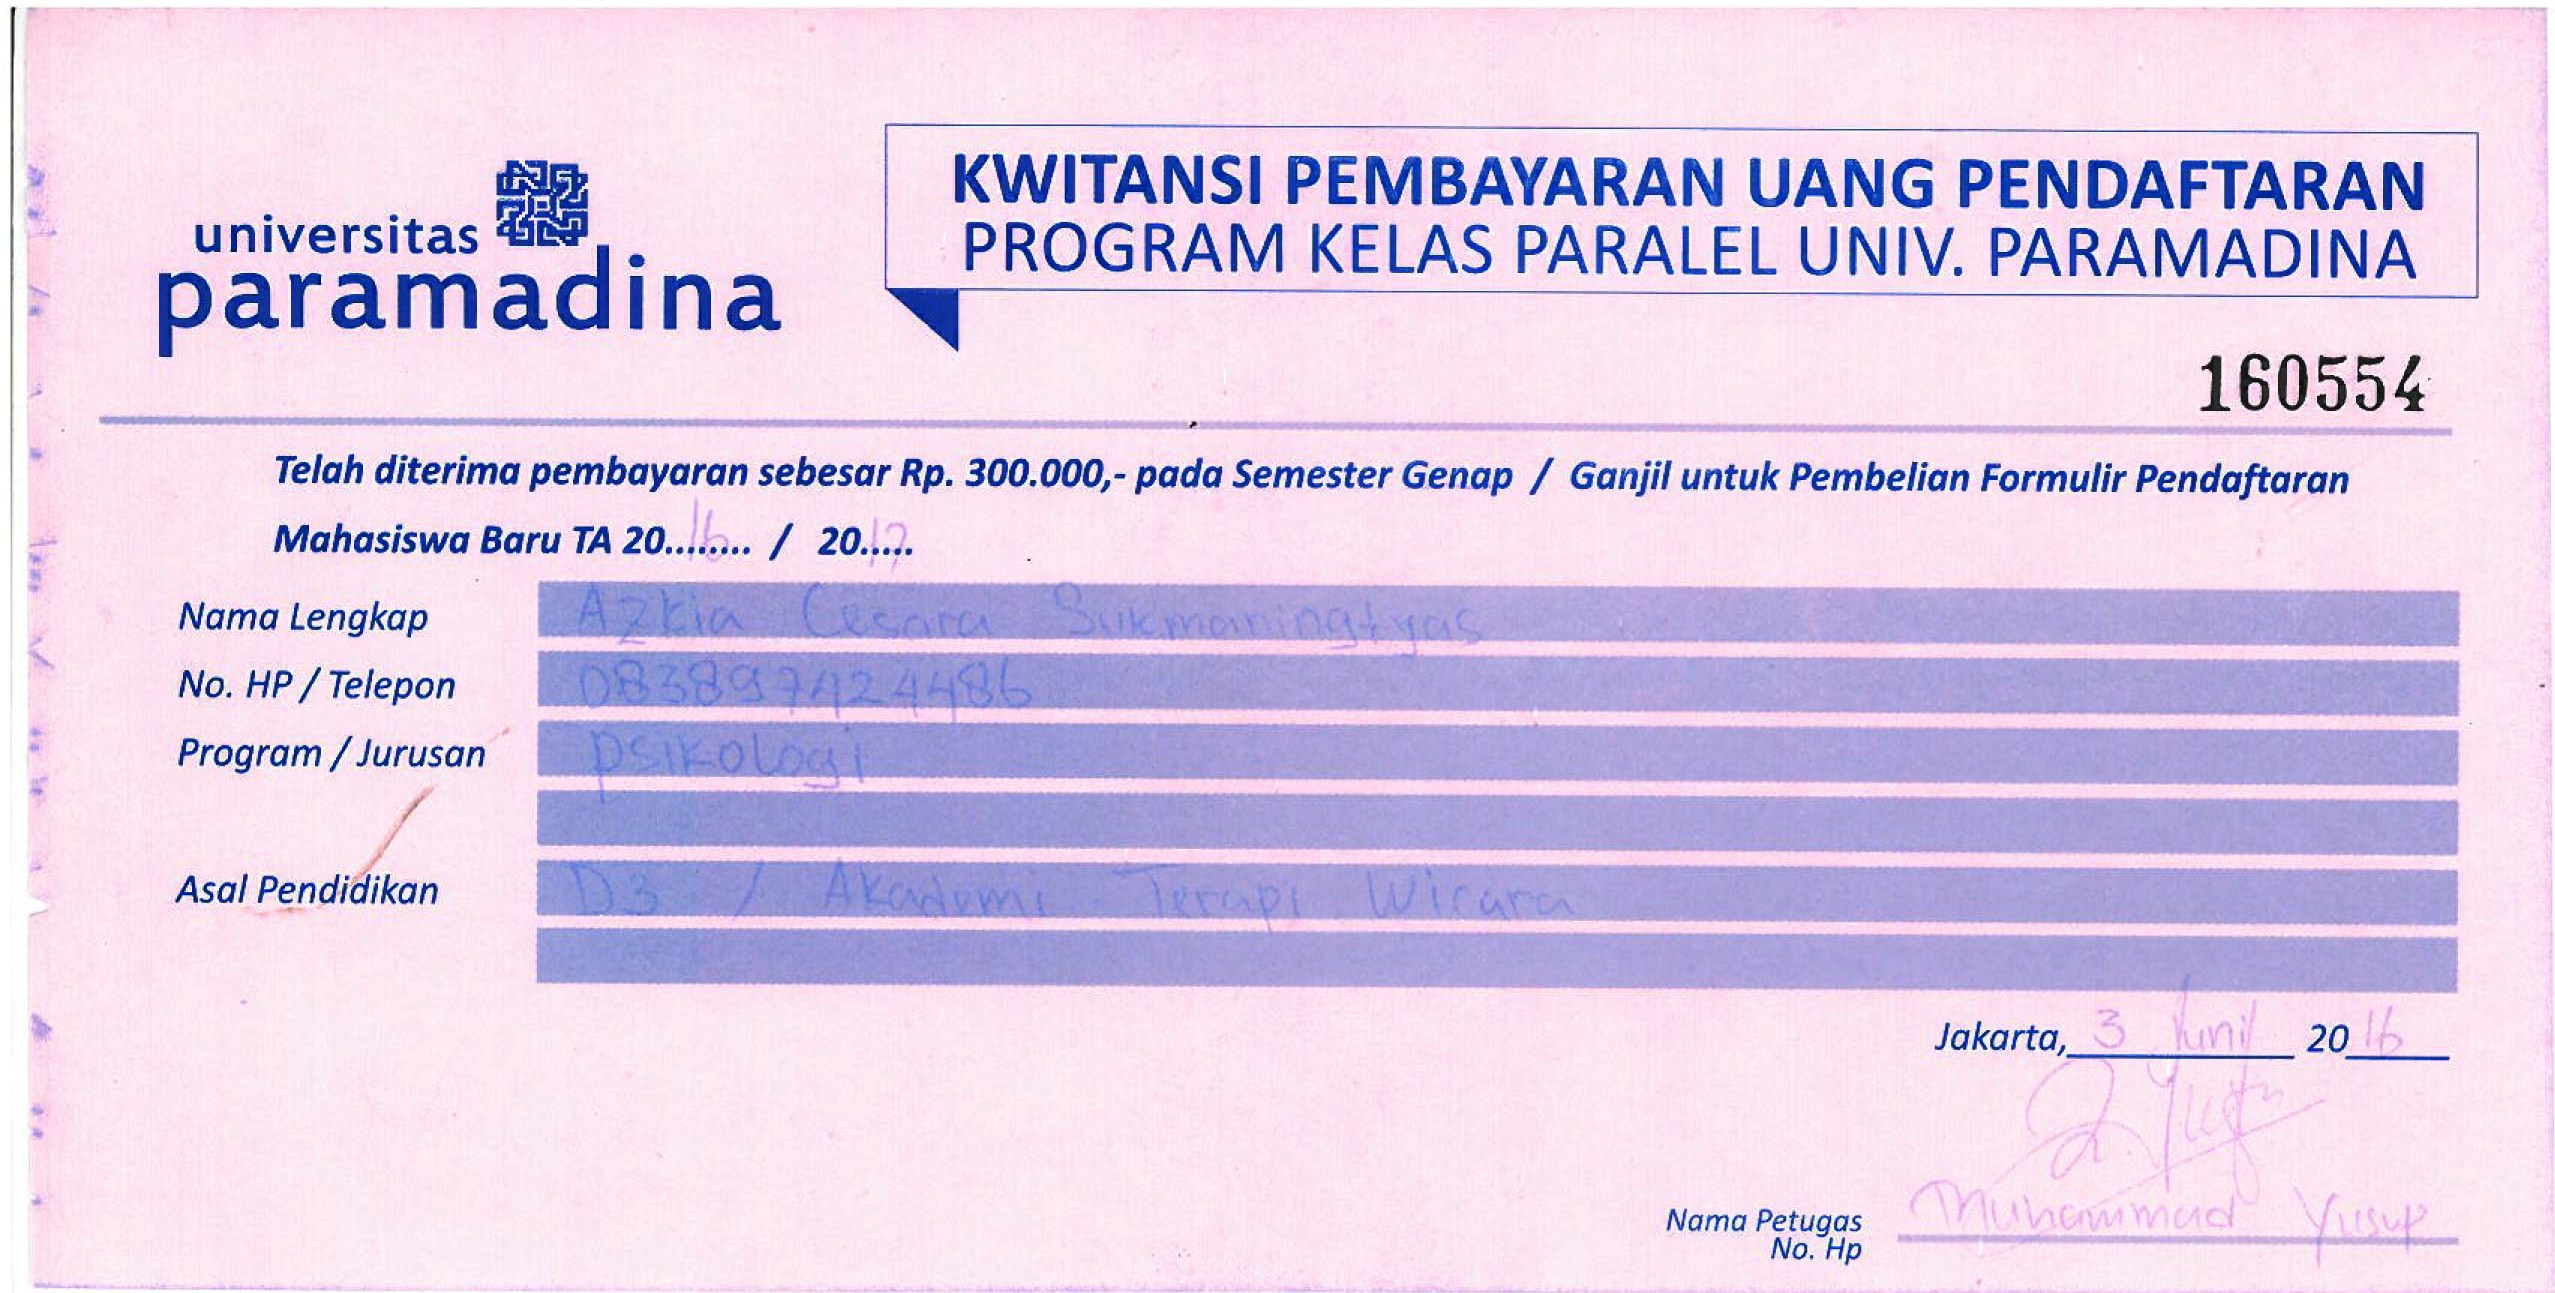 universitas
paramadina
KWITANSI PEMBAYARAN UANG PENDAFTARAN
PROGRAM KELAS PARALEL UNIV. PARAMADINA
160554
Telah diterima pembayaran sebesar Rp. 300.000,- pada Semester Genap / Ganjil untuk Pembelian Formulir Pendaftaran
Mahasiswa Baru TA 20...16... / 20..17..
Nama Lengkap Azkia Cesara Sukmaningtyas
No. HP / Telepon 083897424486
Program / Jurusan psikologi
Asal Pendidikan D3 / Akademi Terapi Wicara
Jakarta, 3 Juni 2016
Nama Petugas Muhammad Yusup
No. Hp